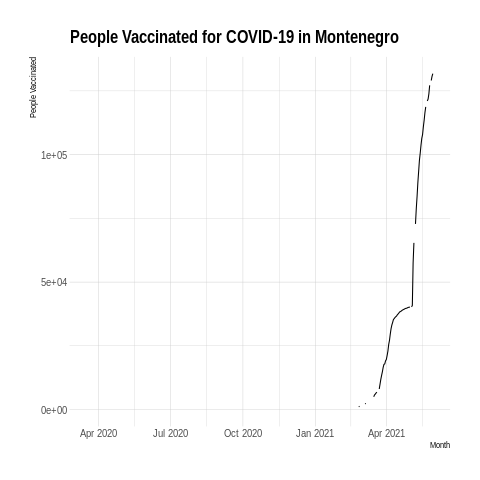 People Vaccinated for COVID-19 in Montenegro
People Vaccinated
1e+05
5e+04
0e+00
Apr 2020 Jul 2020 Oct 2020 Jan 2021 Apr 2021
Month